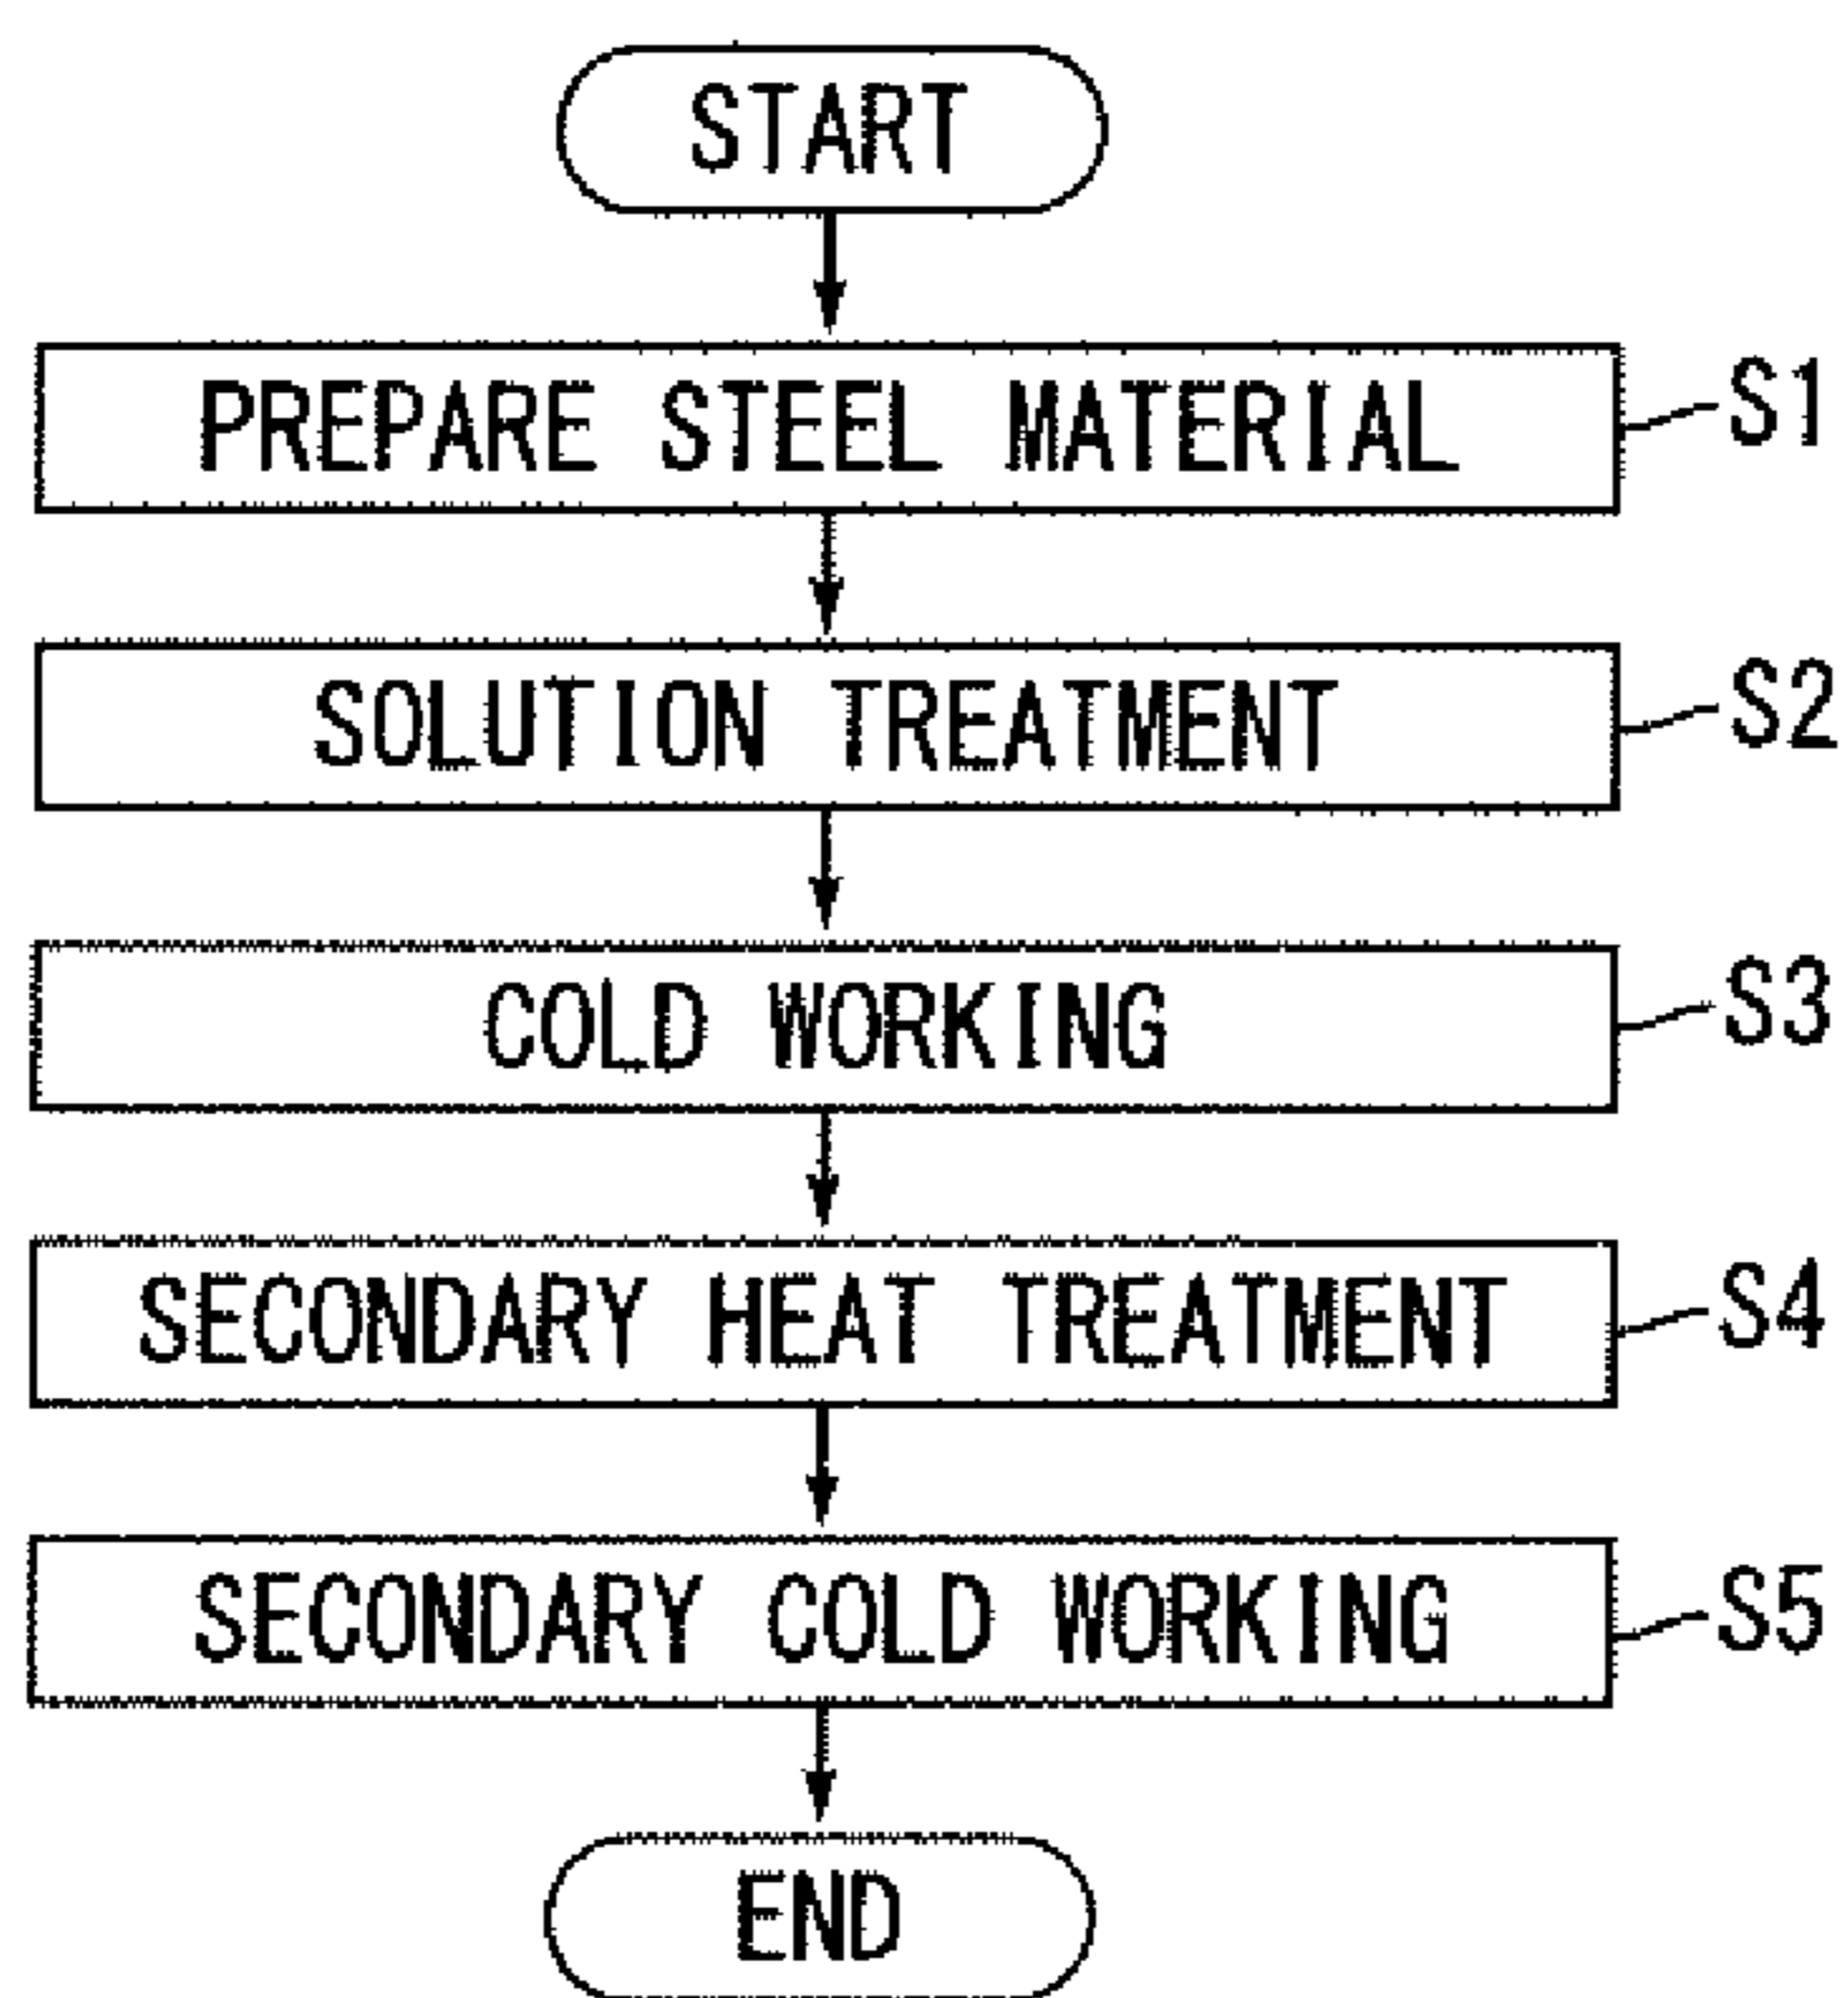 START
PREPARE STEEL MATERIAL S1
SOLUTION TREATMENT S2
COLD WORKING S3
SECONDARY HEAT TREATMENT S4
SECONDARY COLD WORKING S5
END